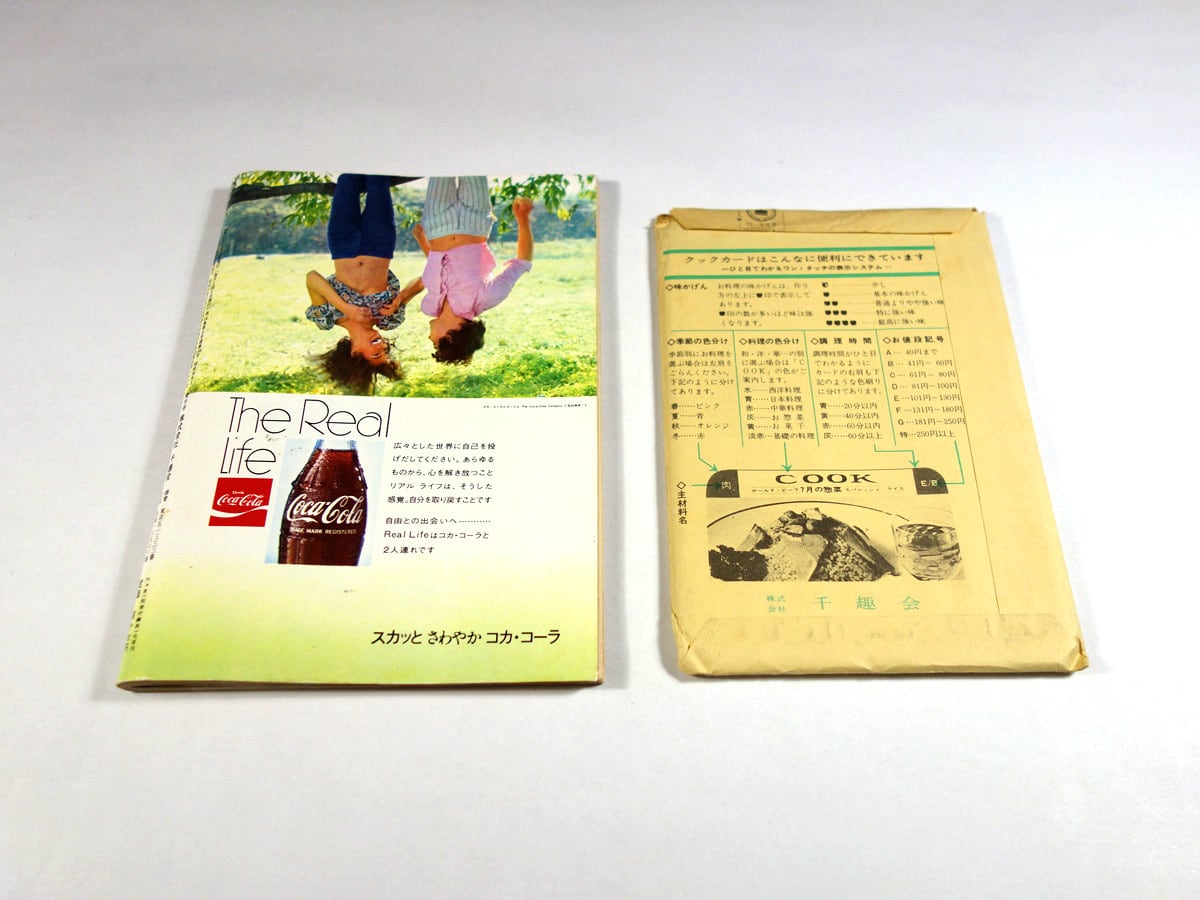 The Real
Life
広々とした世界に自己を投
げだしてください。あらゆる
ものから、心を解き放つこと
リアル ライフは、そうした
感覚。自分を取り戻すことです
自由との出会いへ…………
Real Lifeはコカ・コーラと
2人連れです
Drink
Coca-Cola
Coca-Cola
TRADE MARK REGISTERED
スカッと さわやか コカ・コーラ
クックカードはこんなに便利にできています
—ひと目でわかるワン・タッチの表示システム—
◇味かげん
お料理の味かげんは、作り
方の左上に印で表示して
あります。
印の数が多いほど味は強
くなります。
……少し
……基本の味かげん
……普通よりやや強い味
……特に強い味
……最高に強い味
◇季節の色分け
季節別にお料理を
選ぶ場合は左肩を
ごらんください。
下記のように分け
てあります。
春……ピンク
夏……青
秋……オレンジ
冬……赤
◇料理の色分け
和・洋・華…の別
に選ぶ場合は「C
OOK」の色がご
案内します。
水……西洋料理
青……日本料理
赤……中華料理
灰……お惣菜
黄……お菓子
淡赤…基礎の料理
◇調理時間
調理時間がひと目
でわかるように
カードの右肩も下
記のような色刷り
に分けてあります。
青……20分以内
黄……40分以内
赤……60分以内
灰……60分以上
◇お値段記号
A… 40円まで
B… 41円〜 60円
C… 61円〜 80円
D… 81円〜100円
E…101円〜130円
F…131円〜180円
G…181円〜250円
特…250円以上
◇主材料名
肉
COOK
7月の惣菜
E/B
株式
会社
千趣会